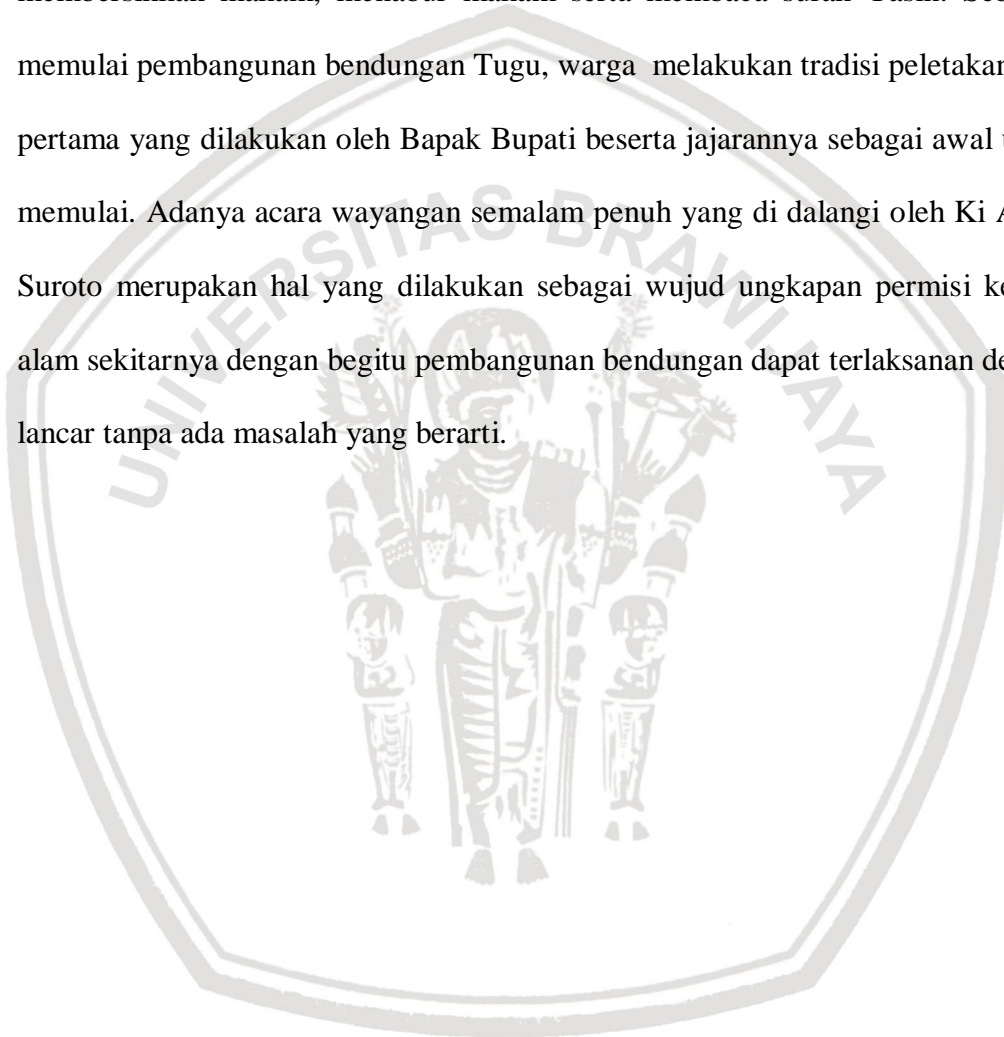 memulai pembangunan bendungan Tugu, warga melakukan tradisi peletakan
pertama yang dilakukan oleh Bapak Bupati beserta jajarannya sebagai awal
memulai. Adanya acara wayangan semalam penuh yang di dalangi oleh Ki
Suroto merupakan hal yang dilakukan sebagai wujud ungkapan permisi
alam sekitarnya dengan begitu pembangunan bendungan dapat terlaksanan
lancar tanpa ada masalah yang berarti.
UNIVERSITAS BRAWIJAYA